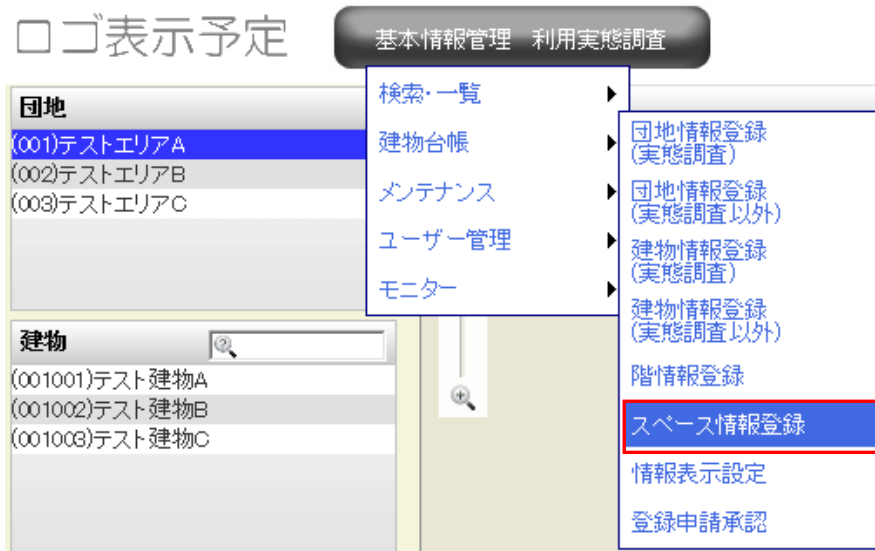 ロゴ表示予定
基本情報管理 利用実態調査
団地
(001)テストエリアA
(002)テストエリアB
(003)テストエリアC
建物
(001001)テスト建物A
(001002)テスト建物B
(001003)テスト建物C
検索・一覧
建物台帳
メンテナンス
ユーザー管理
モニター
団地情報登録
(実態調査)
団地情報登録
(実態調査以外)
建物情報登録
(実態調査)
建物情報登録
(実態調査以外)
階情報登録
スペース情報登録
情報表示設定
登録申請承認